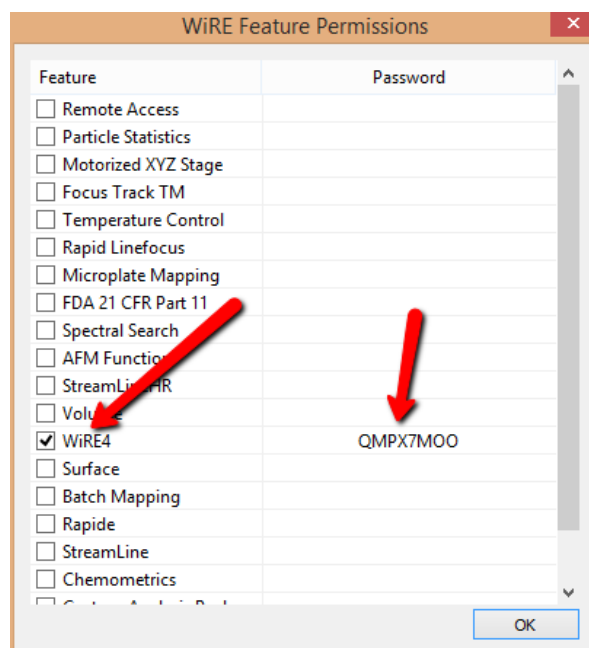 WiRE Feature Permissions
Feature Password
Remote Access
Particle Statistics
Motorized XYZ Stage
Focus Track TM
Temperature Control
Rapid Linefocus
Microplate Mapping
FDA 21 CFR Part 11
Spectral Search
AFM
WiRE4 QMPX7MOO
Surface
Batch Mapping
Rapide
StreamLine
Chemometrics
OK